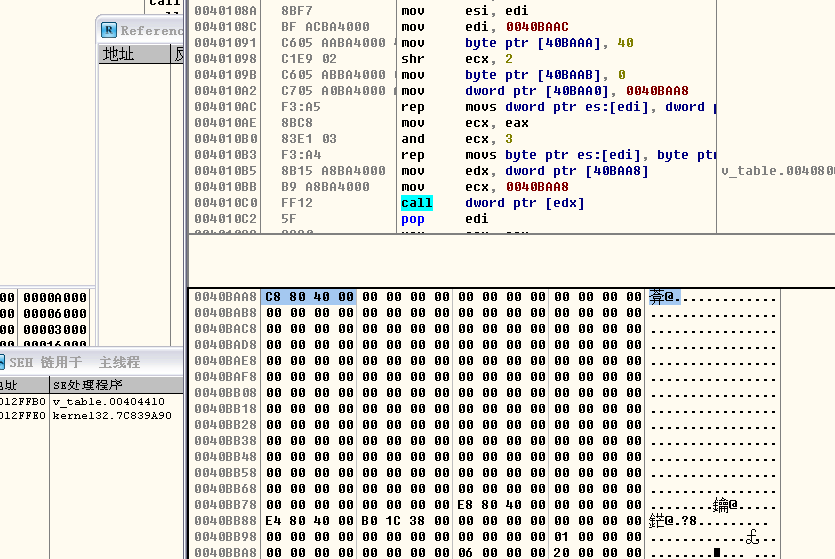 Referenc
地址
0040108A 8BF7 mov esi, edi
0040108C BF ACBA4000 mov edi, 0040BAAC
00401091 C605 AABA4000 mov byte ptr [40BAAA], 40
00401098 C1E9 02 shr ecx, 2
0040109B C605 ABBA4000 mov byte ptr [40BAAB], 0
004010A2 C705 A0BA4000 mov dword ptr [40BAA0], 0040BAA8
004010AC F3:A5 rep movs dword ptr es:[edi], dword p
004010AE 8BC8 mov ecx, eax
004010B0 83E1 03 and ecx, 3
004010B3 F3:A4 rep movs byte ptr es:[edi], byte pt
004010B5 8B15 A8BA4000 mov edx, dword ptr [40BAA8] v_table.004080
004010BB B9 A8BA4000 mov ecx, 0040BAA8
004010C0 FF12 call dword ptr [edx]
004010C2 5F pop edi
00 0000A000
00 00006000
00 00003000
00 00016000
SEH 链用于 主线程
地址 SE处理程序
012FFB0 v_table.00404410
012FFE0 kernel32.7C839A90
0040BAA8 C8 80 40 00 00 00 00 00 00 00 00 00 00 00 00 00 @.............
0040BAB8 00 00 00 00 00 00 00 00 00 00 00 00 00 00 00 00 ................
0040BAC8 00 00 00 00 00 00 00 00 00 00 00 00 00 00 00 00 ................
0040BAD8 00 00 00 00 00 00 00 00 00 00 00 00 00 00 00 00 ................
0040BAE8 00 00 00 00 00 00 00 00 00 00 00 00 00 00 00 00 ................
0040BAF8 00 00 00 00 00 00 00 00 00 00 00 00 00 00 00 00 ................
0040BB08 00 00 00 00 00 00 00 00 00 00 00 00 00 00 00 00 ................
0040BB18 00 00 00 00 00 00 00 00 00 00 00 00 00 00 00 00 ................
0040BB28 00 00 00 00 00 00 00 00 00 00 00 00 00 00 00 00 ................
0040BB38 00 00 00 00 00 00 00 00 00 00 00 00 00 00 00 00 ................
0040BB48 00 00 00 00 00 00 00 00 00 00 00 00 00 00 00 00 ................
0040BB58 00 00 00 00 00 00 00 00 00 00 00 00 00 00 00 00 ................
0040BB68 00 00 00 00 00 00 00 00 00 00 00 00 00 00 00 00 ................
0040BB78 00 00 00 00 00 00 00 00 E8 80 40 00 00 00 00 00 ........鑰@.....
0040BB88 E4 80 40 00 B0 1C 38 00 00 00 00 00 00 00 00 00 @.?8.........
0040BB98 00 00 00 00 00 00 00 00 00 00 00 00 01 00 00 00
0040BBA8 00 00 00 00 00 00 00 00 06 00 00 00 20 00 00 00